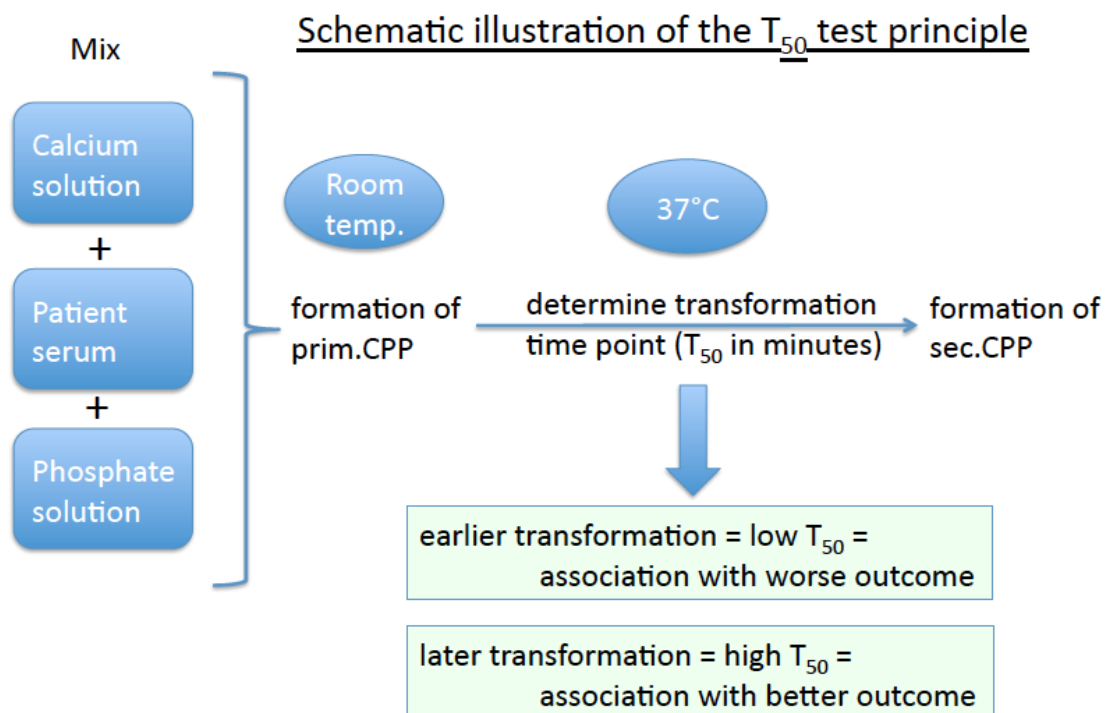 Schematic illustration of the T50 test principle
Mix
Calcium
solution
+
Patient
serum
+
Phosphate
solution
Room
temp.
37°C
formation of
prim.CPP
determine transformation
time point (T50 in minutes)
formation of
sec.CPP
earlier transformation = low T50 =
association with worse outcome
later transformation = high T50 =
association with better outcome